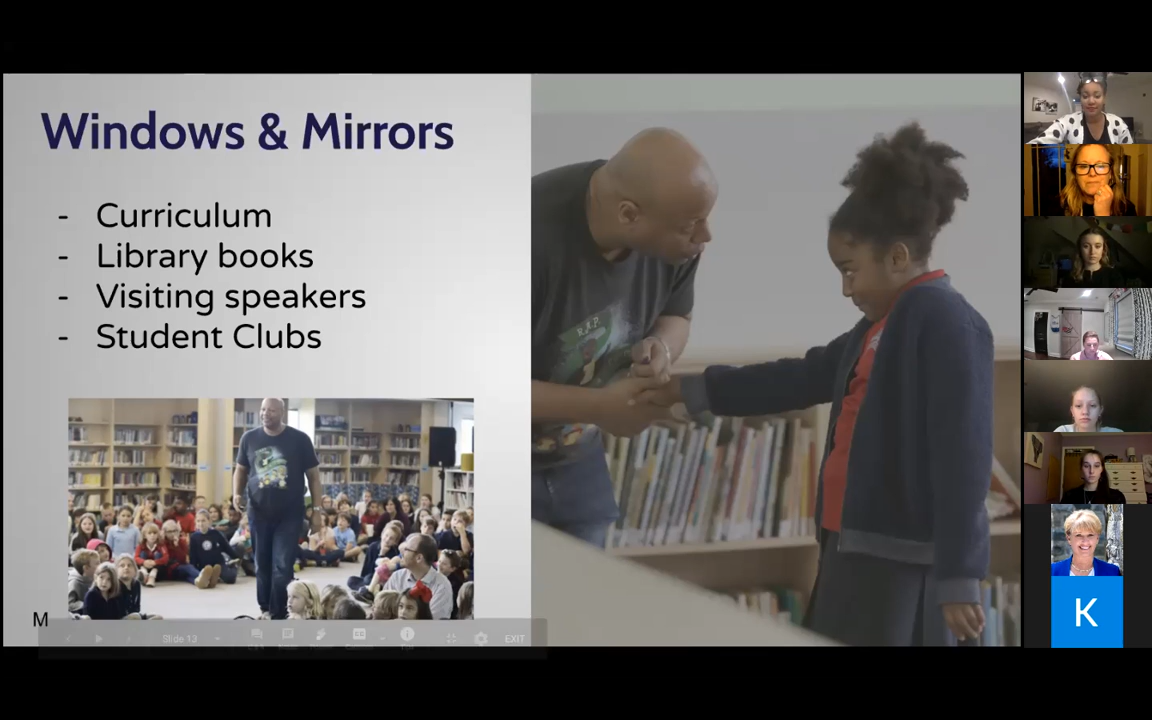 Windows & Mirrors
- Curriculum
- Library books
- Visiting speakers
- Student Clubs
R.A.P.
M
Slide 13
EXIT
K